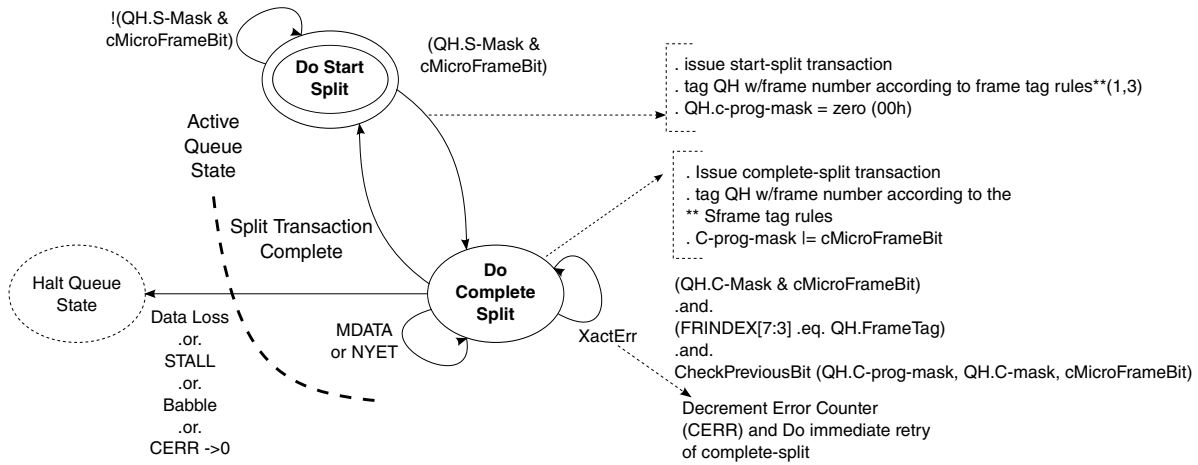 !(QH.S-Mask &
cMicroFrameBit)
Do Start
Split
(QH.S-Mask &
cMicroFrameBit)
. issue start-split transaction
. tag QH w/frame number according to frame tag rules**(1,3)
. QH.c-prog-mask = zero (00h)
Active
Queue
State
. Issue complete-split transaction
. tag QH w/frame number according to the
** Sframe tag rules
. C-prog-mask |= cMicroFrameBit
Split Transaction
Complete
Halt Queue
State
Do
Complete
Split
Data Loss
.or.
STALL
.or.
Babble
.or.
CERR ->0
MDATA
or NYET
XactErr
(QH.C-Mask & cMicroFrameBit)
.and.
(FRINDEX[7:3] .eq. QH.FrameTag)
.and.
CheckPreviousBit (QH.C-prog-mask, QH.C-mask, cMicroFrameBit)
Decrement Error Counter
(CERR) and Do immediate retry
of complete-split